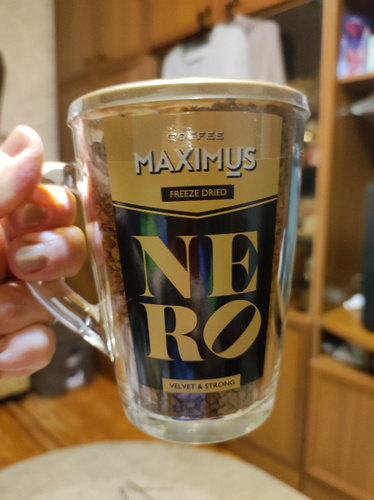 COFFEE
MAXIMUS
FREEZE DRIED
NE
RO
VELVET & STRONG